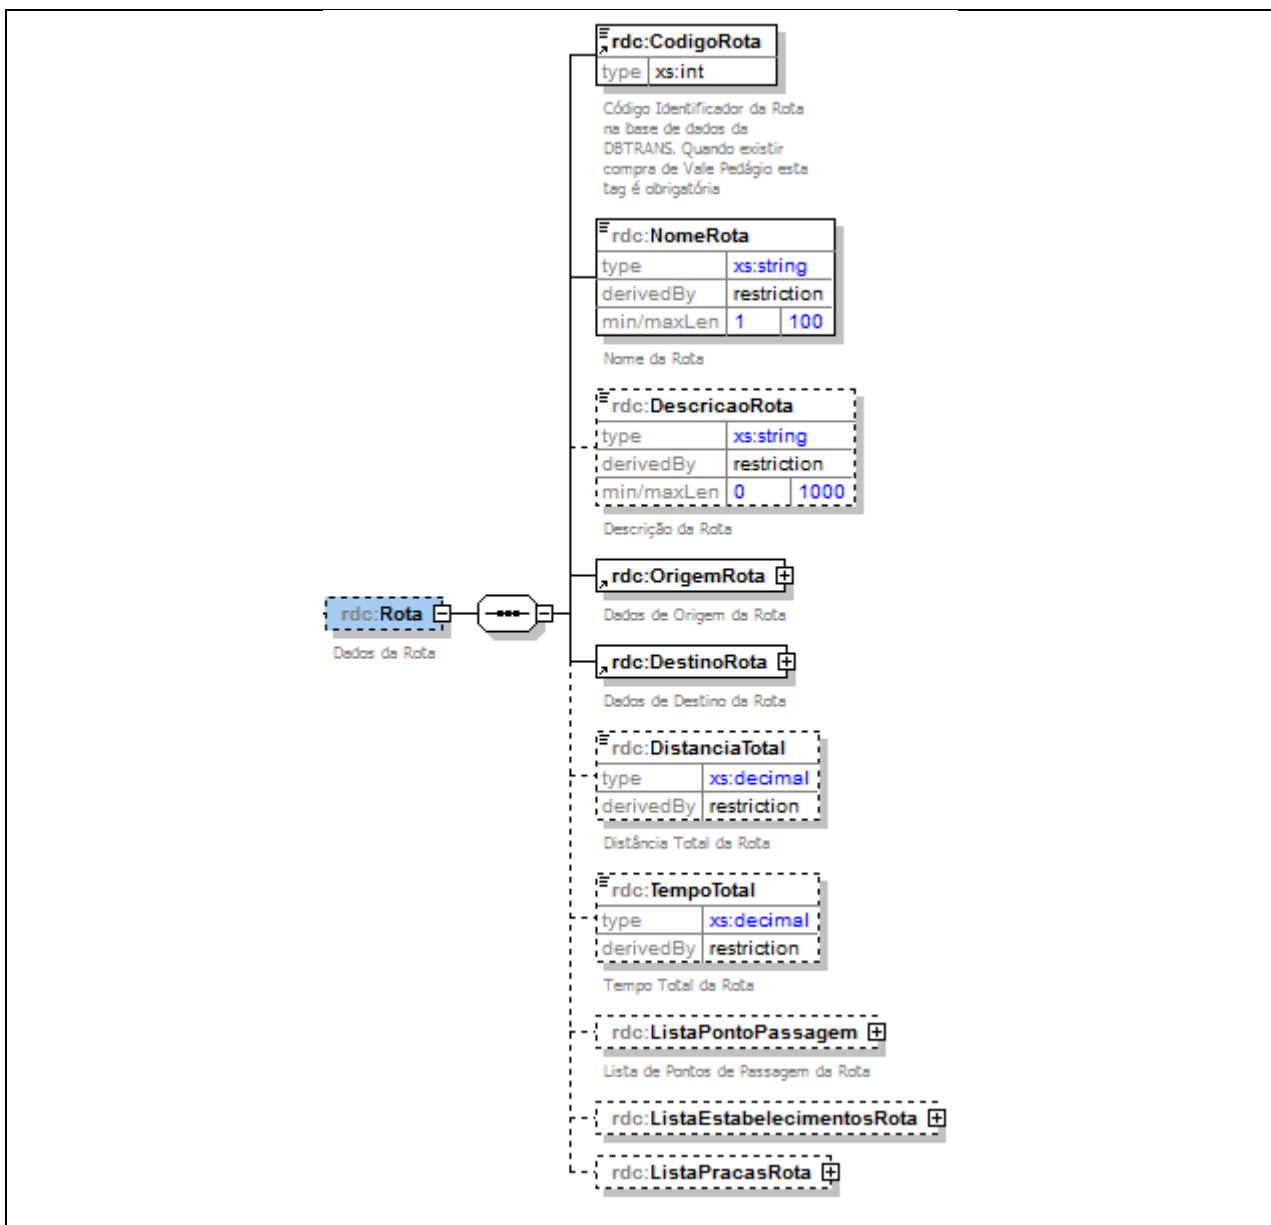 rdc:CodigoRota
type xs:int
Código Identificador da Rota
na base de dados da
DBTRANS. Quando existir
compra de Vale Pedágio esta
tag é obrigatória
rdc:NomeRota
type xs:string
derivedBy restriction
min/maxLen 1 100
Nome da Rota
rdc:DescricaoRota
type xs:string
derivedBy restriction
min/maxLen 0 1000
Descrição da Rota
rdc:OrigemRota
Dados de Origem da Rota
rdc:Rota
Dados da Rota
rdc:DestinoRota
Dados de Destino da Rota
rdc:DistanciaTotal
type xs:decimal
derivedBy restriction
Distância Total da Rota
rdc:TempoTotal
type xs:decimal
derivedBy restriction
Tempo Total da Rota
rdc:ListaPontoPassagem
Lista de Pontos de Passagem da Rota
rdc:ListaEstabelecimentosRota
rdc:ListaPracasRota